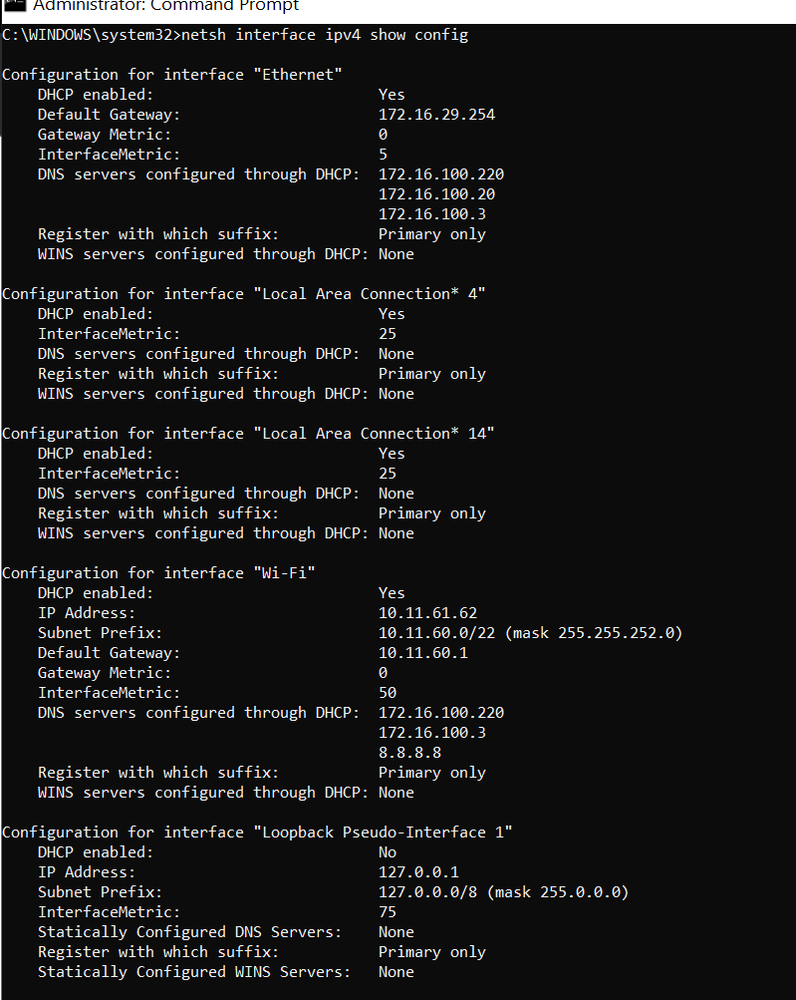 Administrator: Command Prompt
C:\WINDOWS\system32>netsh interface ipv4 show config
Configuration for interface "Ethernet"
DHCP enabled: Yes
Default Gateway: 172.16.29.254
Gateway Metric: 0
InterfaceMetric: 5
DNS servers configured through DHCP: 172.16.100.220
172.16.100.20
172.16.100.3
Register with which suffix: Primary only
WINS servers configured through DHCP: None
Configuration for interface "Local Area Connection* 4"
DHCP enabled: Yes
InterfaceMetric: 25
DNS servers configured through DHCP: None
Register with which suffix: Primary only
WINS servers configured through DHCP: None
Configuration for interface "Local Area Connection* 14"
DHCP enabled: Yes
InterfaceMetric: 25
DNS servers configured through DHCP: None
Register with which suffix: Primary only
WINS servers configured through DHCP: None
Configuration for interface "Wi-Fi"
DHCP enabled: Yes
IP Address: 10.11.61.62
Subnet Prefix: 10.11.60.0/22 (mask 255.255.252.0)
Default Gateway: 10.11.60.1
Gateway Metric: 0
InterfaceMetric: 50
DNS servers configured through DHCP: 172.16.100.220
172.16.100.3
8.8.8.8
Register with which suffix: Primary only
WINS servers configured through DHCP: None
Configuration for interface "Loopback Pseudo-Interface 1"
DHCP enabled: No
IP Address: 127.0.0.1
Subnet Prefix: 127.0.0.0/8 (mask 255.0.0.0)
InterfaceMetric: 75
Statically Configured DNS Servers: None
Register with which suffix: Primary only
Statically Configured WINS Servers: None